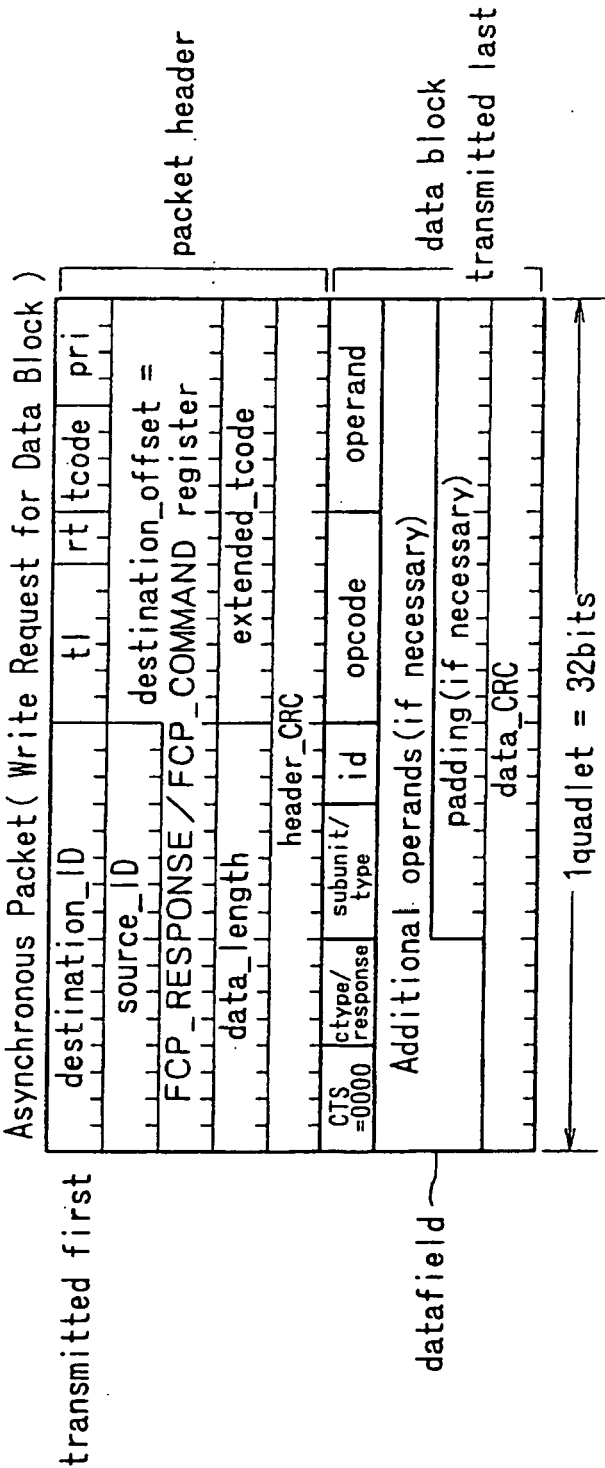 Asynchronous Packet( Write Request for Data Block )
transmitted first
destination_ID tl rt tcode pri
source_ID destination_offset =
FCP_RESPONSE/FCP_COMMAND register
data_length extended_tcode
header_CRC
packet header
CTS =0000 ctype/ response subunit/ type id opcode operand
Additional operands(if necessary)
padding(if necessary)
data_CRC
datafield
data block
transmitted last
1quadlet = 32bits